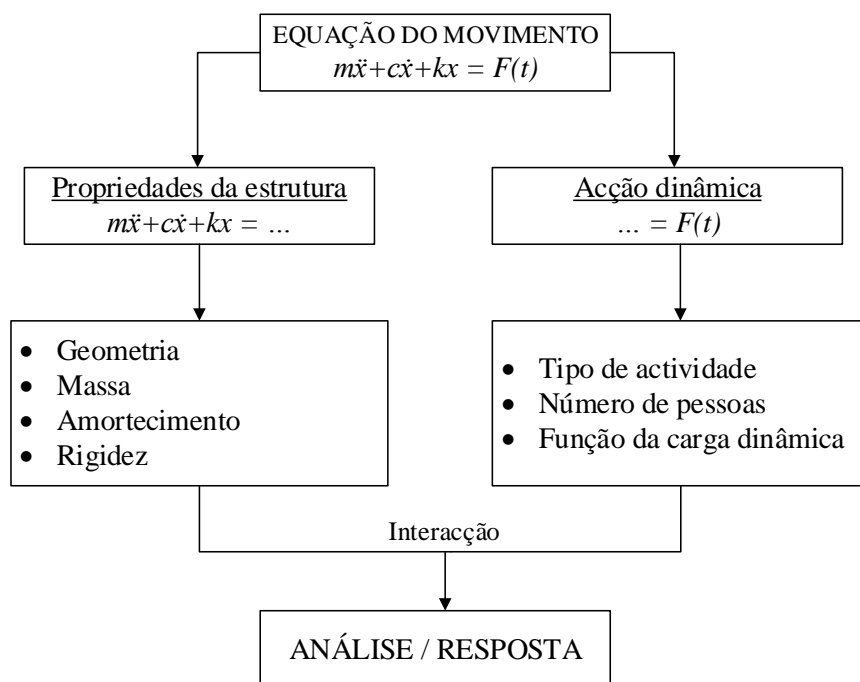 EQUAÇÃO DO MOVIMENTO
mẍ+cẋ+kx = F(t)
Propriedades da estrutura
mẍ+cẋ+kx = ...
Acção dinâmica
... = F(t)
• Geometria
• Massa
• Amortecimento
• Rigidez
• Tipo de actividade
• Número de pessoas
• Função da carga dinâmica
Interacção
ANÁLISE / RESPOSTA